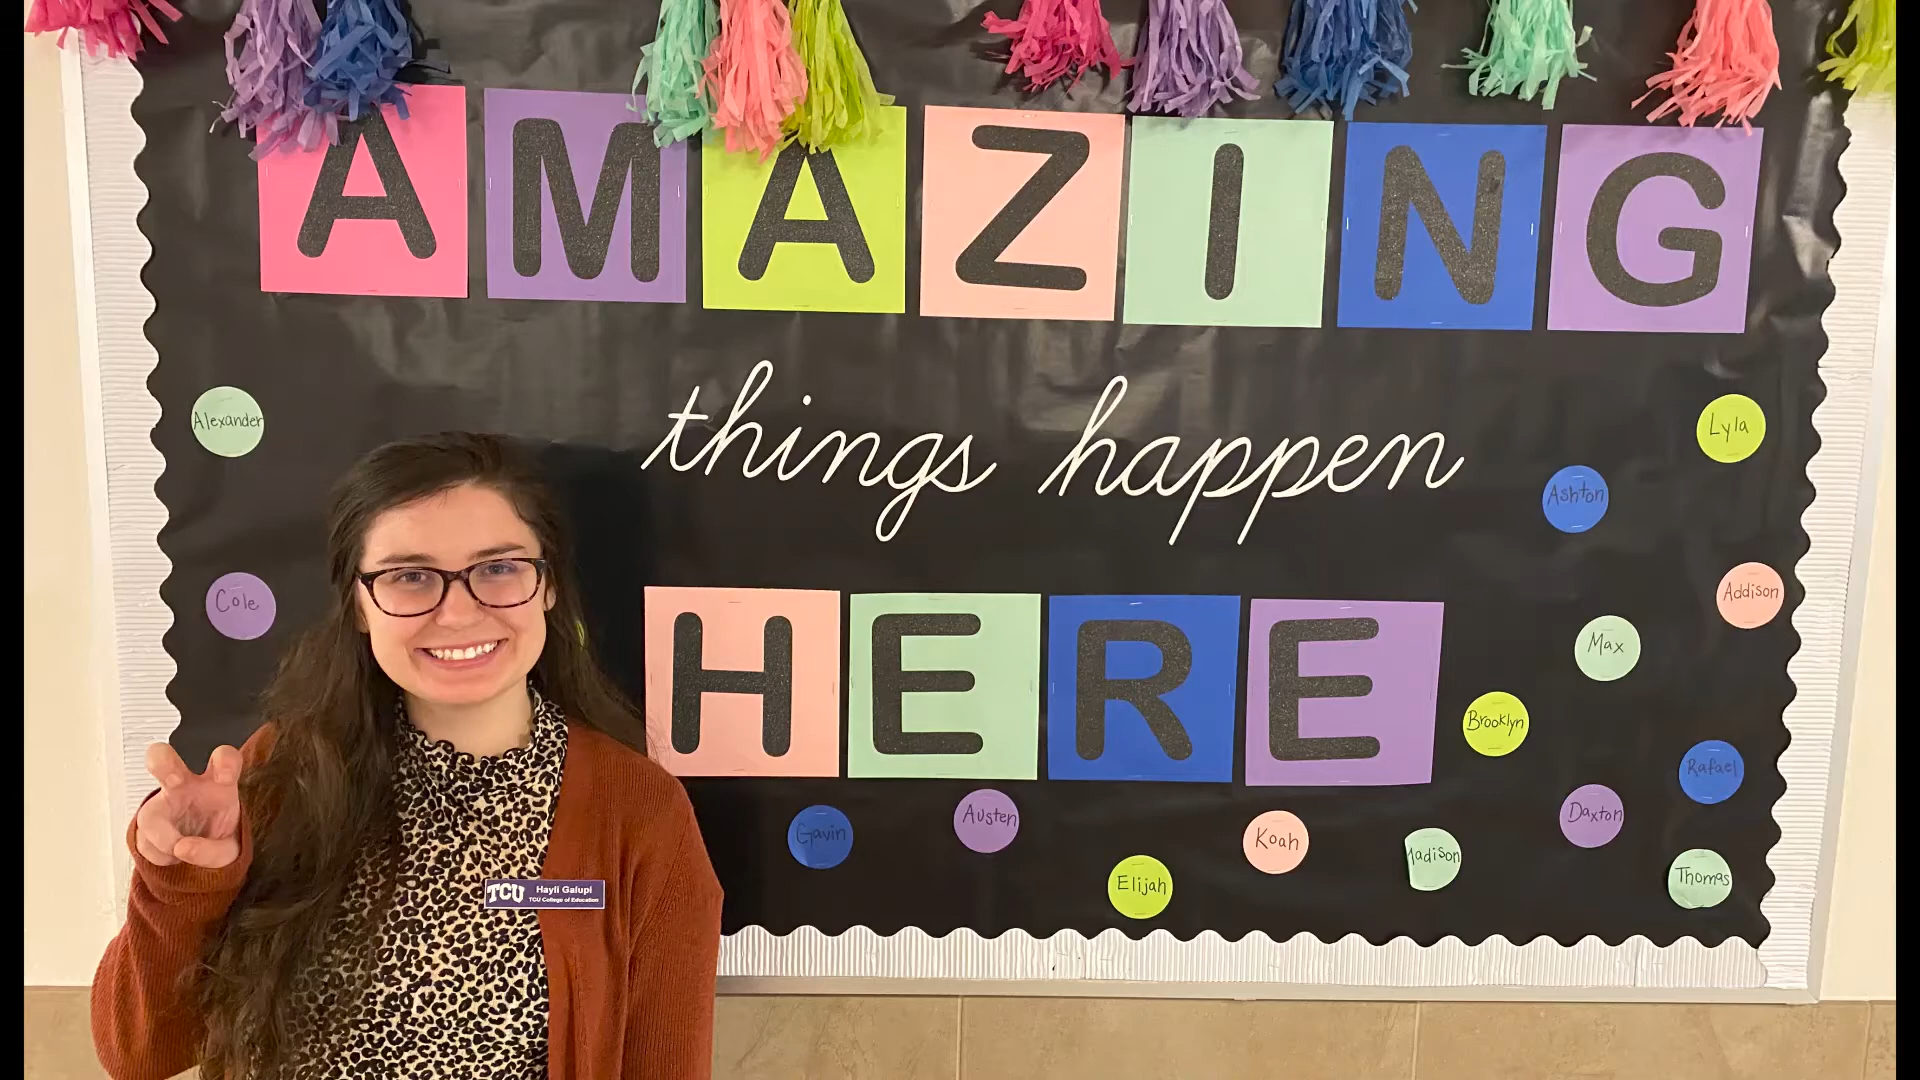 AMAZING
things happen
HERE
Alexander
Lyla
Ashton
Cole
Addison
Max
Brooklyn
Rafael
Gavin
Austen
Koah
Daxton
Madison
Elijah
Thomas
TCU
Hayli Galupi
TCU College of Education